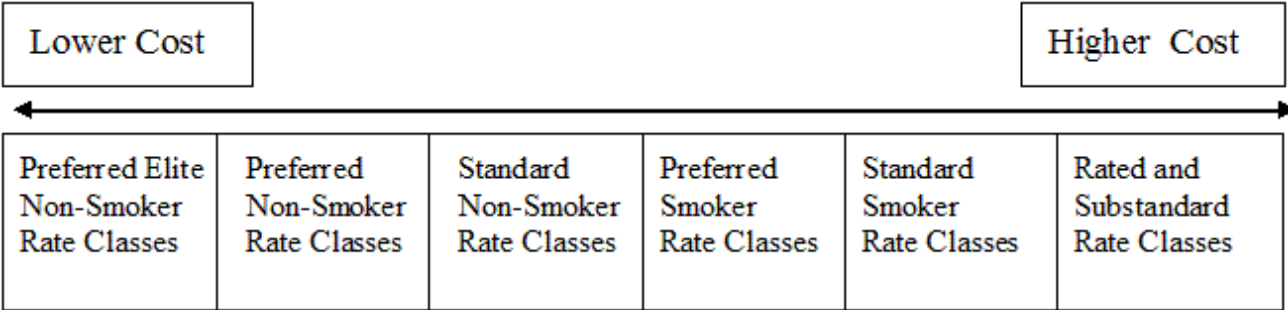 Lower Cost
Higher Cost
Preferred Elite
Non-Smoker
Rate Classes
Preferred
Non-Smoker
Rate Classes
Standard
Non-Smoker
Rate Classes
Preferred
Smoker
Rate Classes
Standard
Smoker
Rate Classes
Rated and
Substandard
Rate Classes